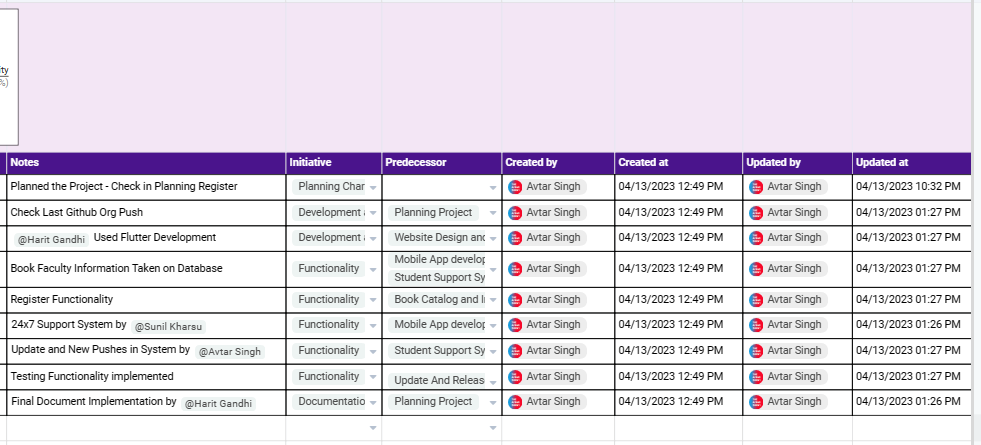 ity
%)
Notes Initiative Predecessor Created by Created at Updated by Updated at
Planned the Project - Check in Planning Register Planning Char Avtar Singh 04/13/2023 12:49 PM Avtar Singh 04/13/2023 10:32 PM
Check Last Github Org Push Development Planning Project Avtar Singh 04/13/2023 12:49 PM Avtar Singh 04/13/2023 01:27 PM
@Harit Gandhi Used Flutter Development Development Website Design and Avtar Singh 04/13/2023 12:49 PM Avtar Singh 04/13/2023 01:27 PM
Book Faculty Information Taken on Database Functionality Mobile App develop Avtar Singh 04/13/2023 12:49 PM Avtar Singh 04/13/2023 01:27 PM
Student Support Sy
Register Functionality Functionality Book Catalog and Avtar Singh 04/13/2023 12:49 PM Avtar Singh 04/13/2023 01:27 PM
24x7 Support System by @Sunil Kharsu Functionality Mobile App develop Avtar Singh 04/13/2023 12:49 PM Avtar Singh 04/13/2023 01:26 PM
Update and New Pushes in System by @Avtar Singh Functionality Student Support Sy Avtar Singh 04/13/2023 12:49 PM Avtar Singh 04/13/2023 01:27 PM
Testing Functionality implemented Functionality Update And Releas Avtar Singh 04/13/2023 12:49 PM Avtar Singh 04/13/2023 01:27 PM
Final Document Implementation by @Harit Gandhi Documentatio Planning Project Avtar Singh 04/13/2023 12:49 PM Avtar Singh 04/13/2023 01:26 PM